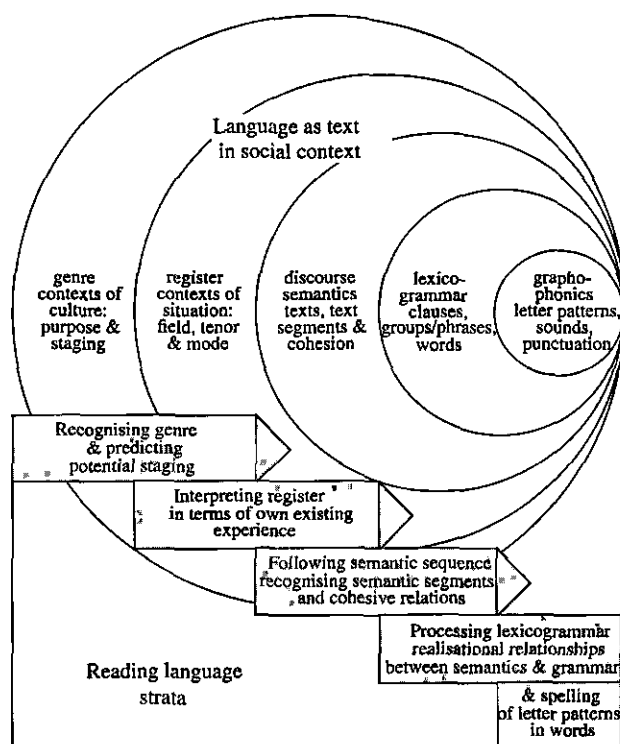 Language as text
in social context
genre
contexts of
culture:
purpose &
staging
register
contexts of
situation:
field, tenor
& mode
discourse
semantics
texts, text
segments &
cohesion
lexico-
grammar
clauses,
groups/phrases,
words
grapho-
phonics
letter patterns,
sounds,
punctuation
Recognising genre
& predicting
potential staging
Interpreting register
in terms of own existing
experience
Following semantic sequence
recognising semantic segments
and cohesive relations
Processing lexicogrammar
realisational relationships
between semantics & grammar
& spelling
of letter patterns
in words
Reading language
strata